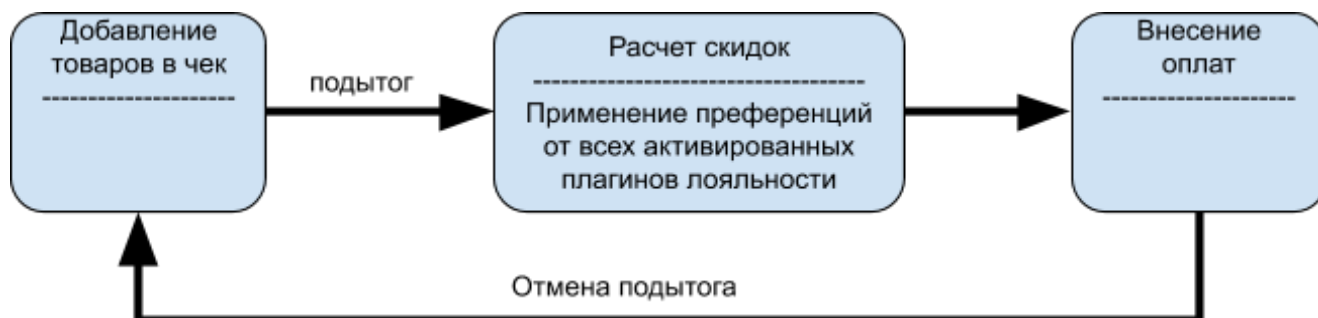 Добавление
товаров в чек
---------------------
подытог
Расчет скидок
------------------------------------
Применение преференций
от всех активированных
плагинов лояльности
Внесение
оплат
---------------------
Отмена подытога